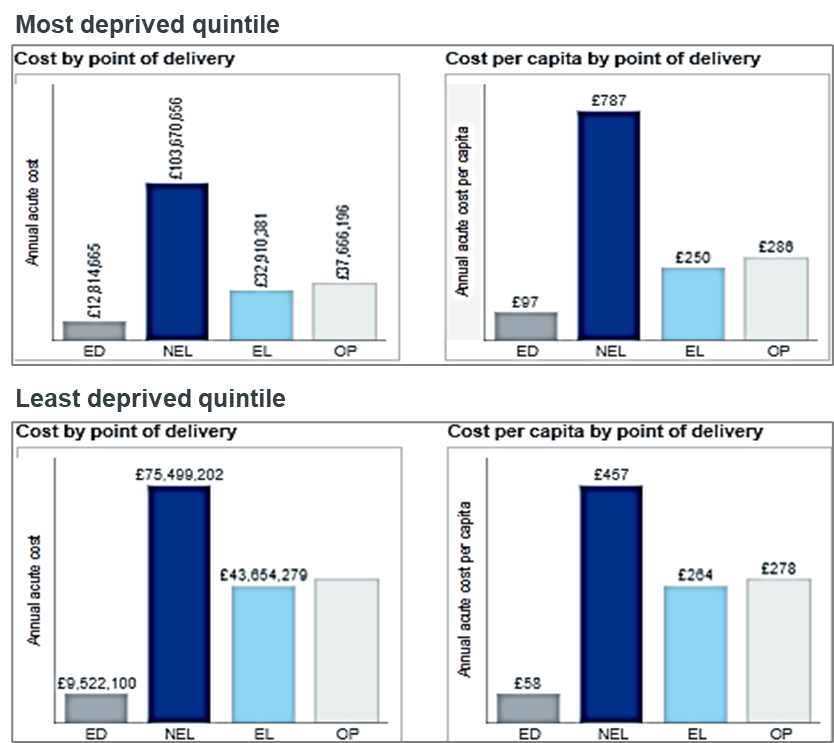 Most deprived quintile
Cost by point of delivery
Annual acute cost
£12,814,665
£103,670,656
£32,910,381
£37,666,196
ED NEL EL OP
Cost per capita by point of delivery
Annual acute cost per capita
£97
£787
£250
£286
ED NEL EL OP
Least deprived quintile
Cost by point of delivery
Annual acute cost
£9,522,100
£75,499,202
£43,654,279
ED NEL EL OP
Cost per capita by point of delivery
Annual acute cost per capita
£58
£457
£264
£278
ED NEL EL OP